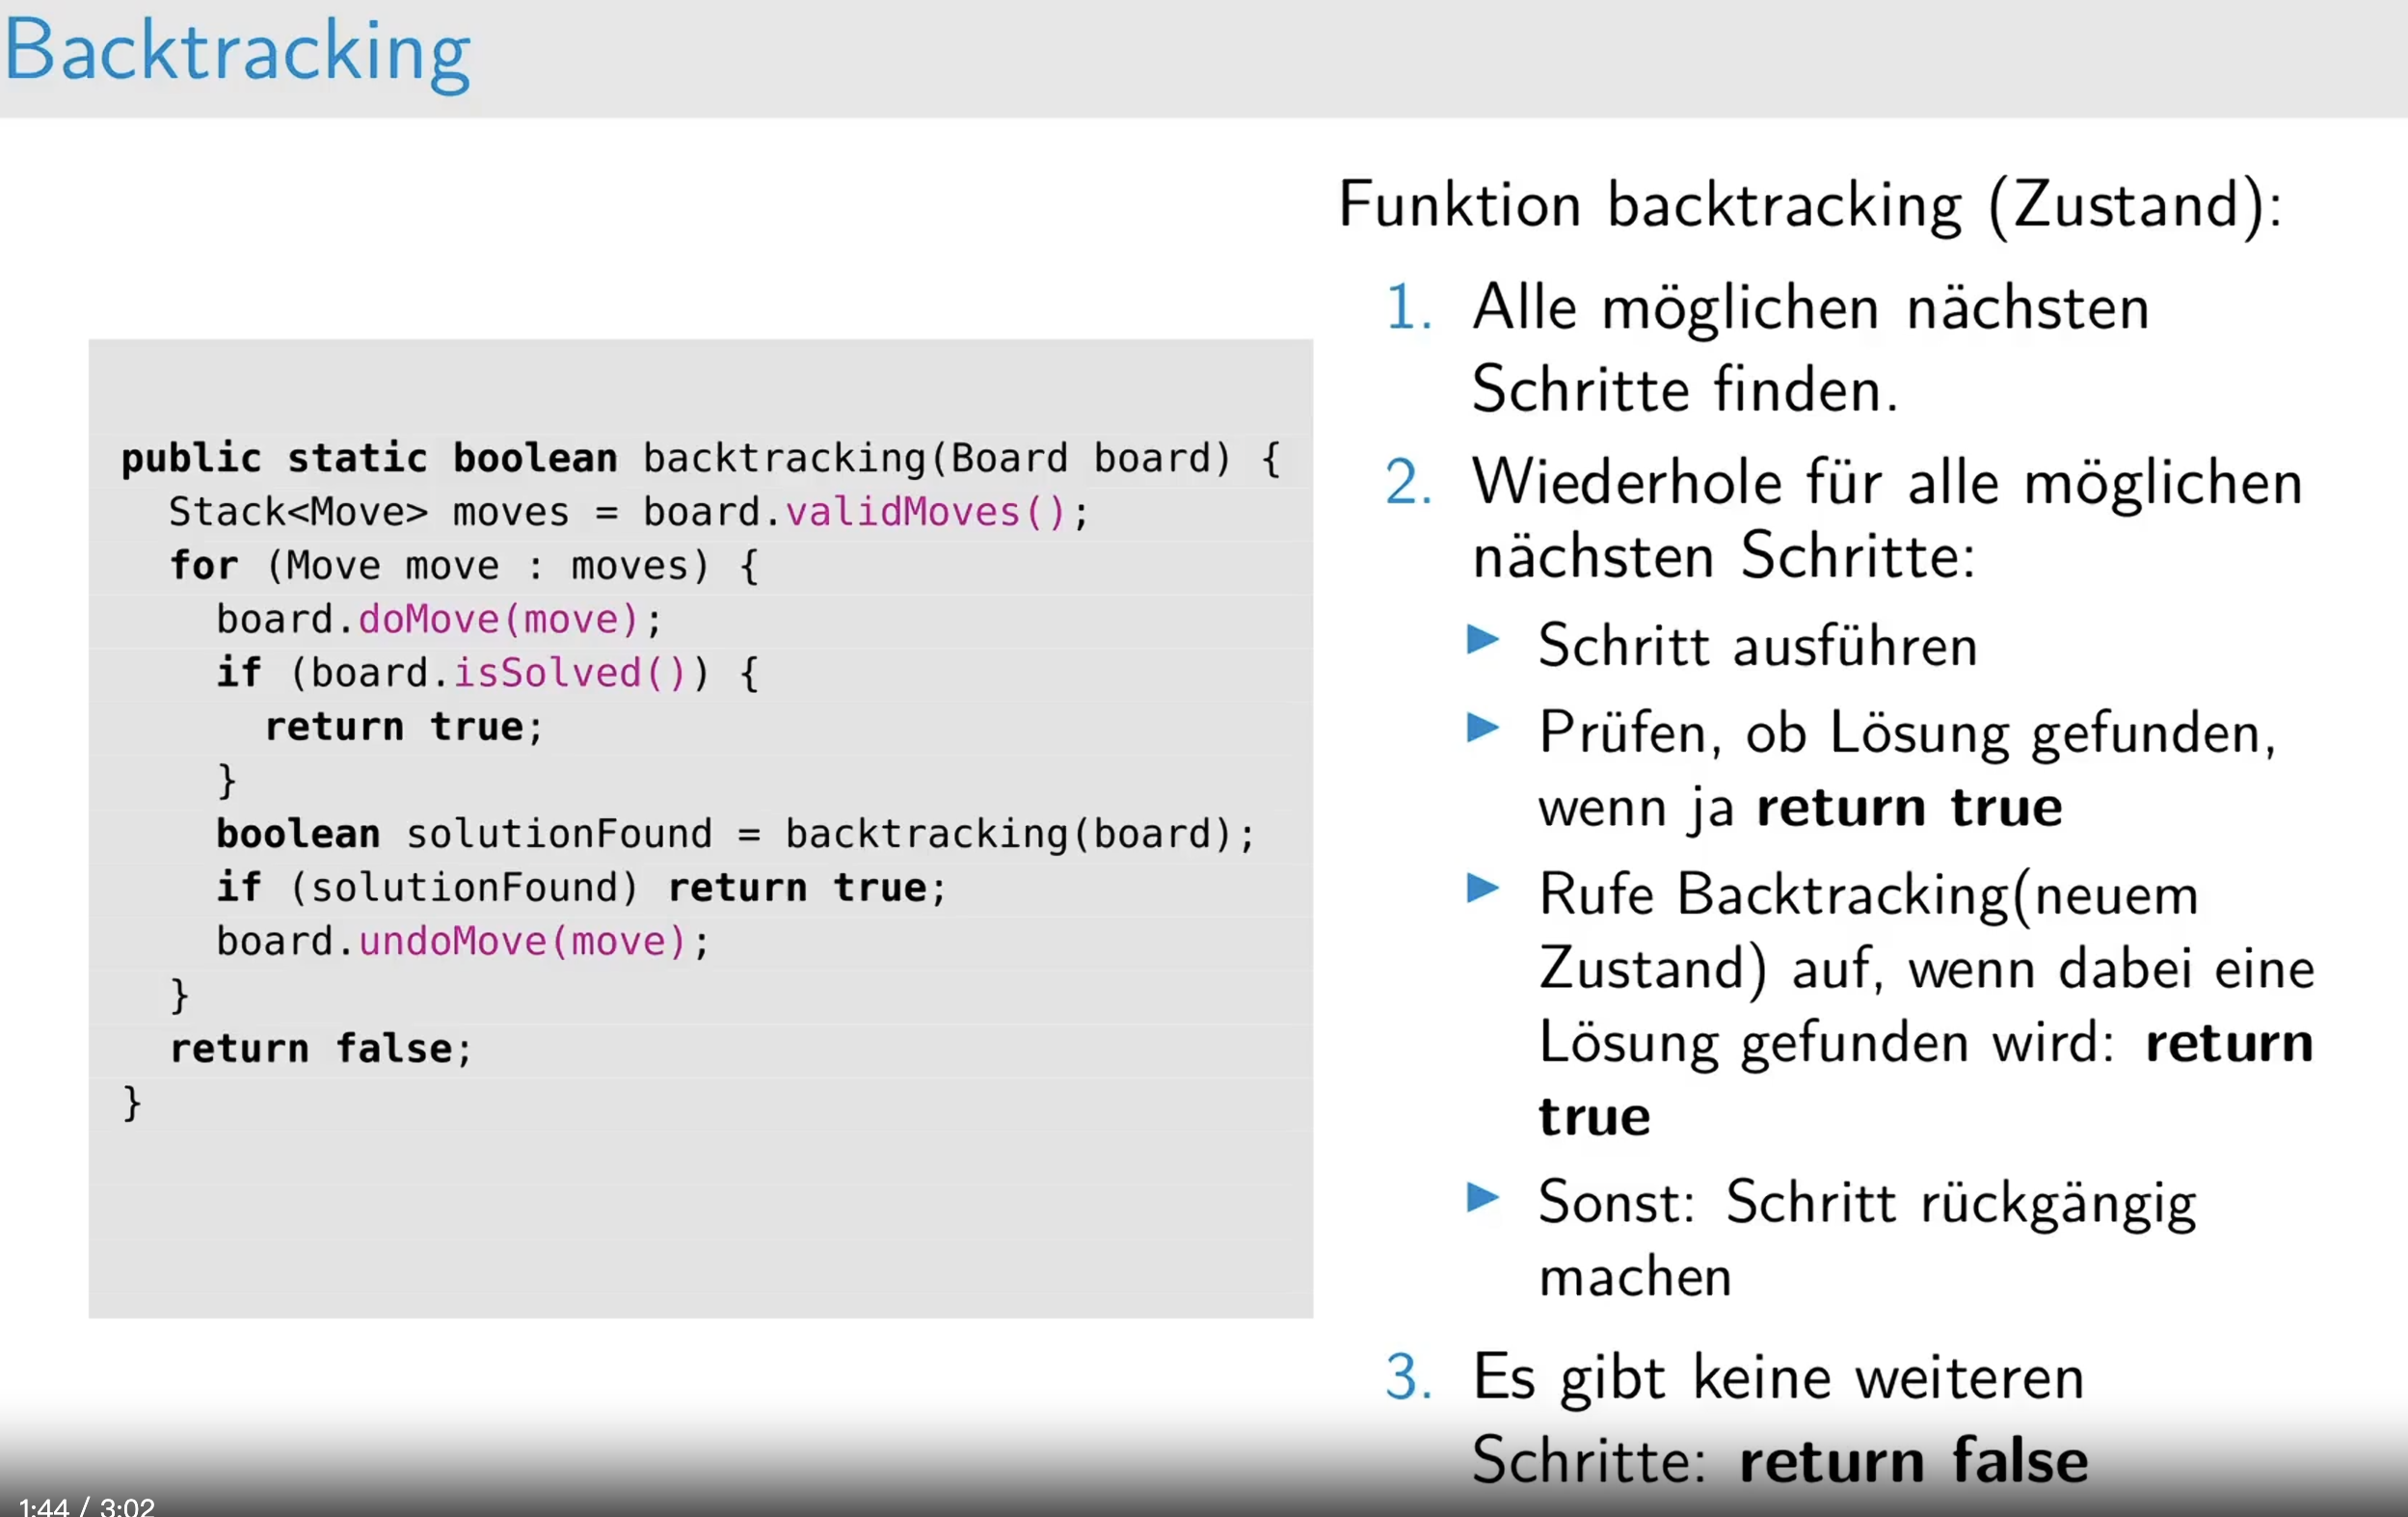 Backtracking
public static boolean backtracking(Board board) {
Stack<Move> moves = board.validMoves();
for (Move move : moves) {
board.doMove(move);
if (board.isSolved()) {
return true;
}
boolean solutionFound = backtracking(board);
if (solutionFound) return true;
board.undoMove(move);
}
return false;
}
Funktion backtracking (Zustand):
1. Alle möglichen nächsten
Schritte finden.
2. Wiederhole für alle möglichen
nächsten Schritte:
▶ Schritt ausführen
▶ Prüfen, ob Lösung gefunden,
wenn ja return true
▶ Rufe Backtracking(neuem
Zustand) auf, wenn dabei eine
Lösung gefunden wird: return
true
▶ Sonst: Schritt rückgängig
machen
3. Es gibt keine weiteren
Schritte: return false
1:44 / 3:02